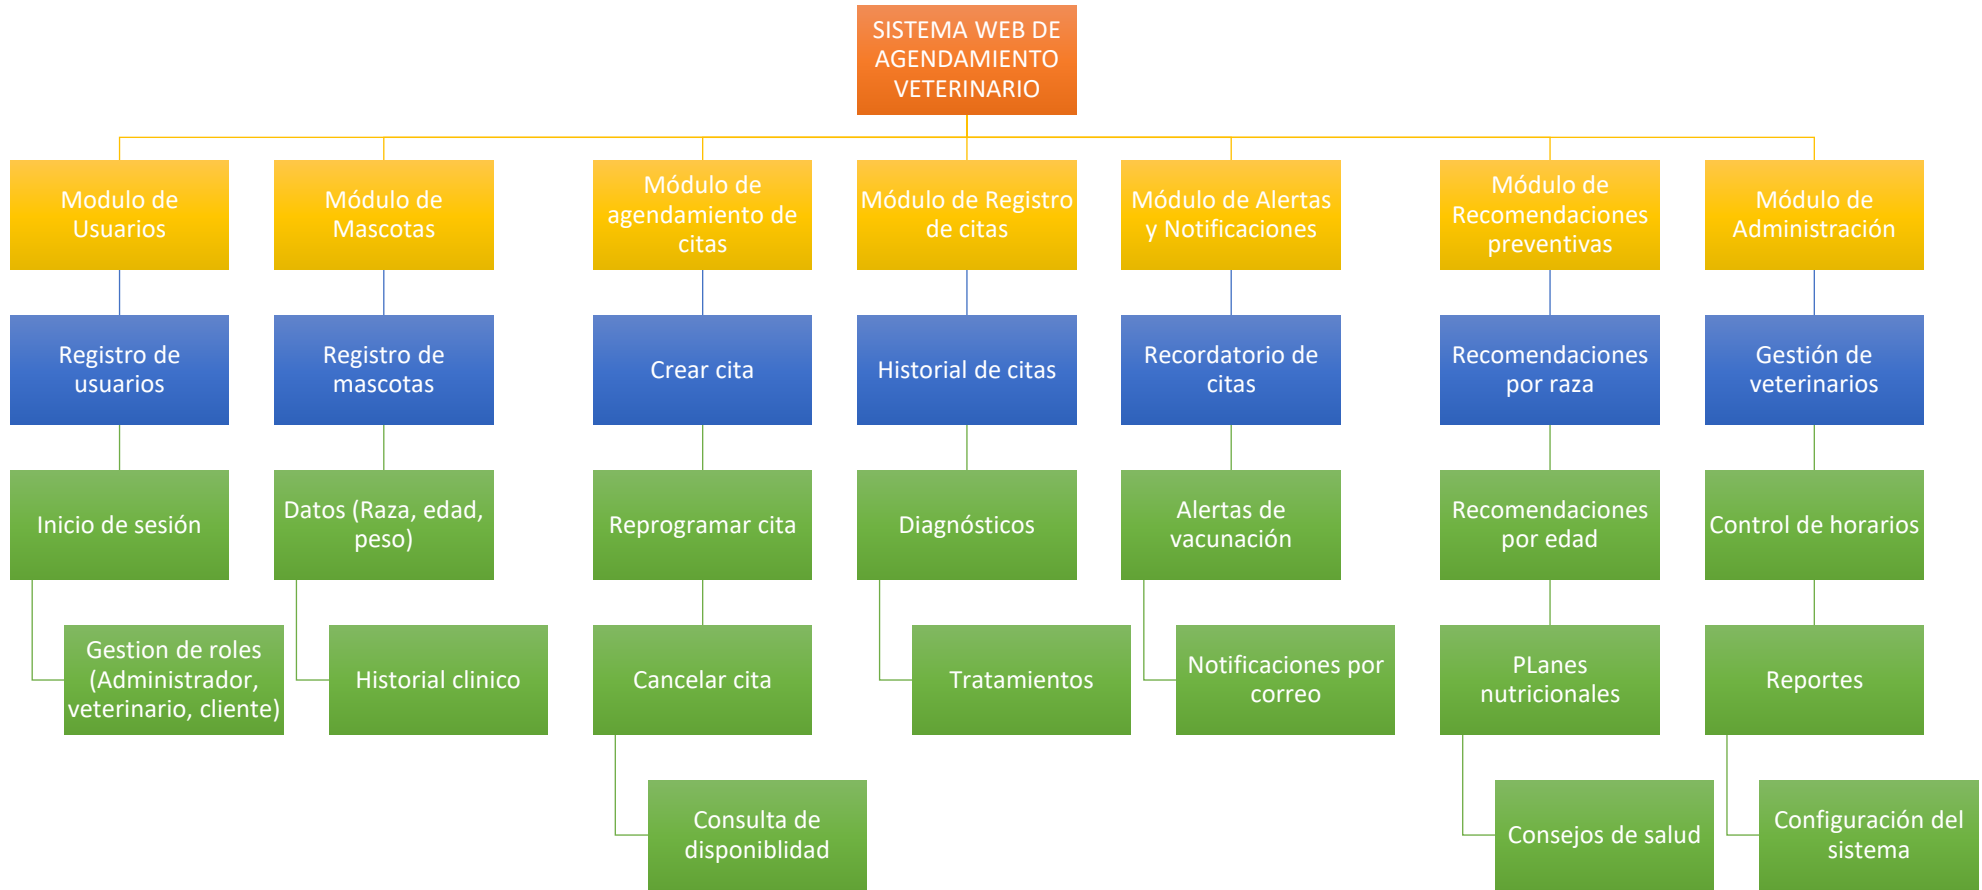 SISTEMA WEB DE
AGENDAMIENTO
VETERINARIO
Modulo de
Usuarios
Módulo de
Mascotas
Módulo de
agendamiento de
citas
Módulo de Registro
de citas
Módulo de Alertas
y Notificaciones
Módulo de
Recomendaciones
preventivas
Módulo de
Administración
Registro de
usuarios
Registro de
mascotas
Crear cita
Historial de citas
Recordatorio de
citas
Recomendaciones
por raza
Gestión de
veterinarios
Inicio de sesión
Datos (Raza, edad,
peso)
Reprogramar cita
Diagnósticos
Alertas de
vacunación
Recomendaciones
por edad
Control de horarios
Gestion de roles
(Administrador,
veterinario, cliente)
Historial clinico
Cancelar cita
Tratamientos
Notificaciones por
correo
PLanes
nutricionales
Reportes
Consulta de
disponiblidad
Consejos de salud
Configuración del
sistema